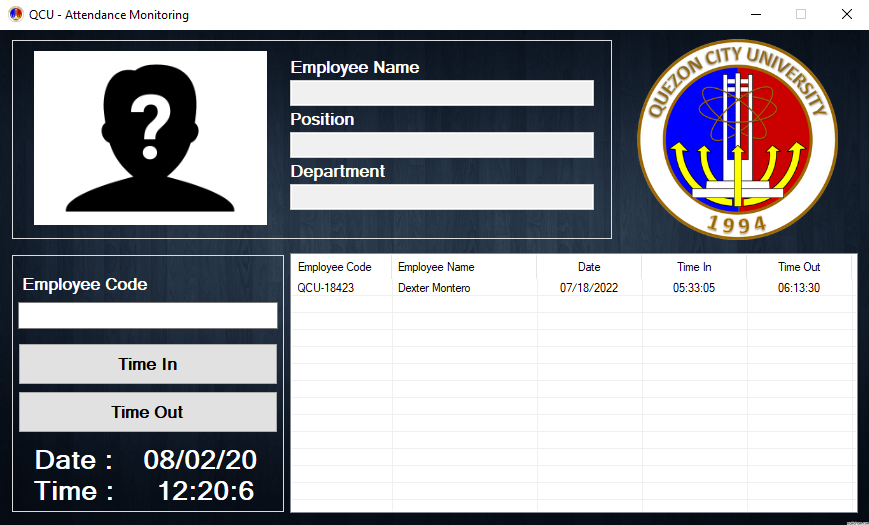 QCU - Attendance Monitoring
Employee Name
Position
Department
?
QUEZON CITY UNIVERSITY
1994
Employee Code
Time In
Time Out
Date : 08/02/20
Time : 12:20:6
Employee Code Employee Name Date Time In Time Out
QCU-18423 Dexter Montero 07/18/2022 05:33:05 06:13:30